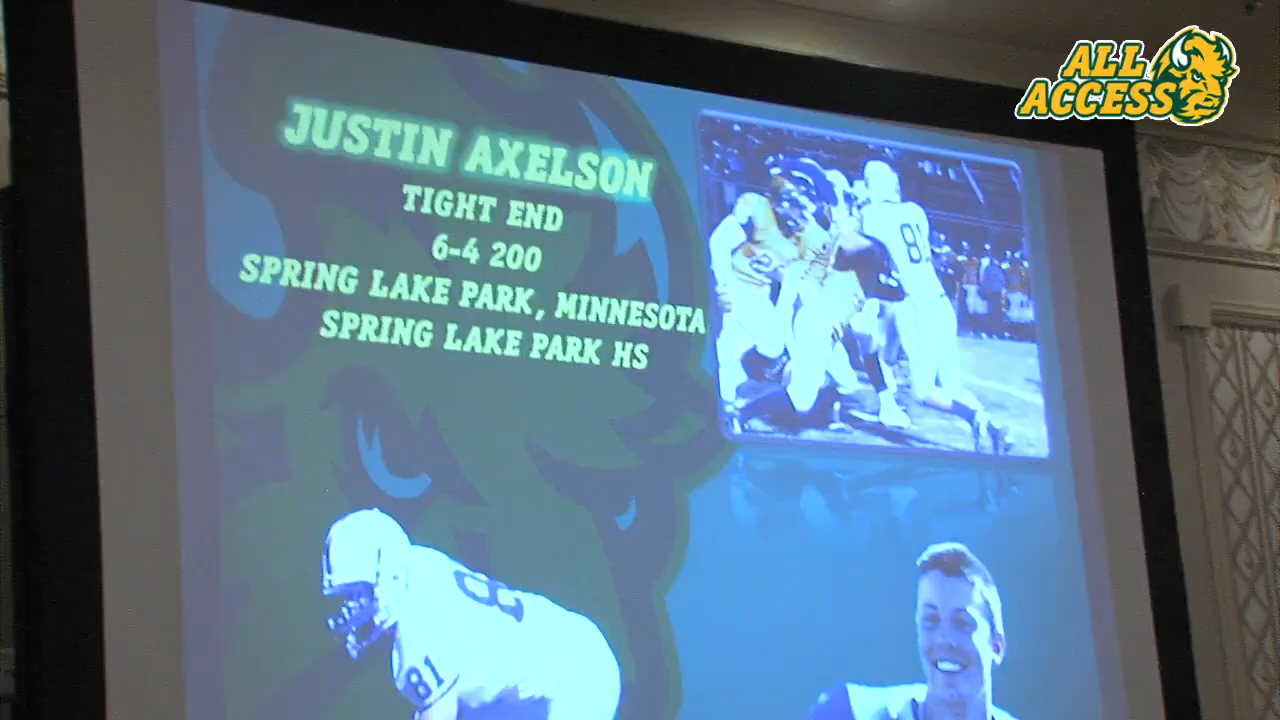 ALL
ACCESS
JUSTIN AXELSON
TIGHT END
6-4 200
SPRING LAKE PARK, MINNESOTA
SPRING LAKE PARK HS
81
8
81